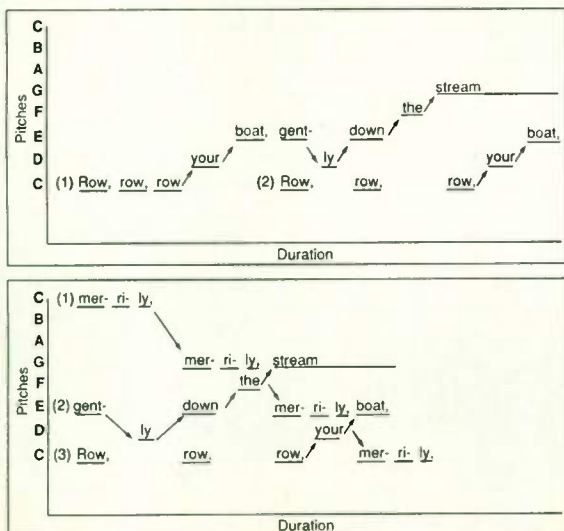 C
B
A
G stream
F the
E boat, gent- down boat,
D your ly your
C (1) Row, row, row (2) Row, row, row,
Pitches
Duration
C (1) mer- ri- ly,
B
A
G mer- ri- ly, stream
F the
E (2) gent- down mer- ri- ly, boat,
D ly your
C (3) Row, row, row, mer- ri- ly,
Pitches
Duration